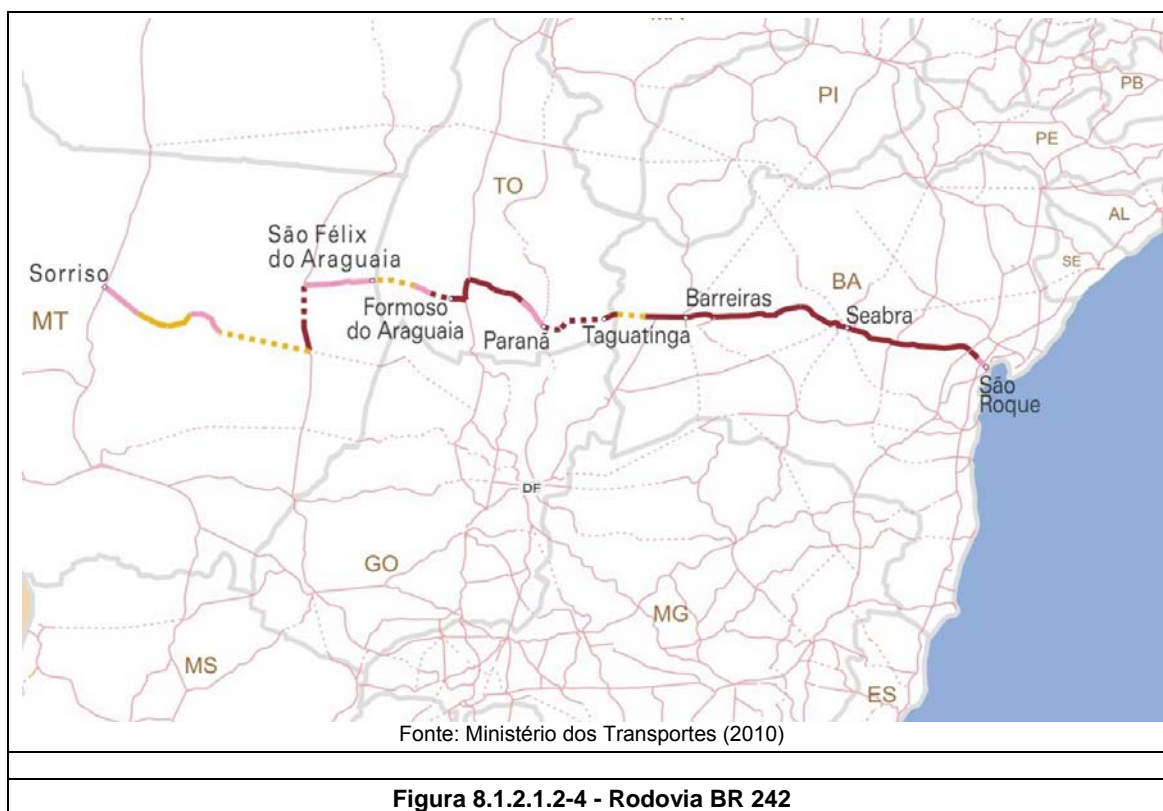 MA
PI
PB
PE
TO
AL
SE
São Félix
do Araguaia
Sorriso
MT
Formoso
do Araguaia
Paranã
Taguatinga
Barreiras
BA
Seabra
São
Roque
DF
GO
MG
MS
ES
Fonte: Ministério dos Transportes (2010)
Figura 8.1.2.1.2-4 - Rodovia BR 242